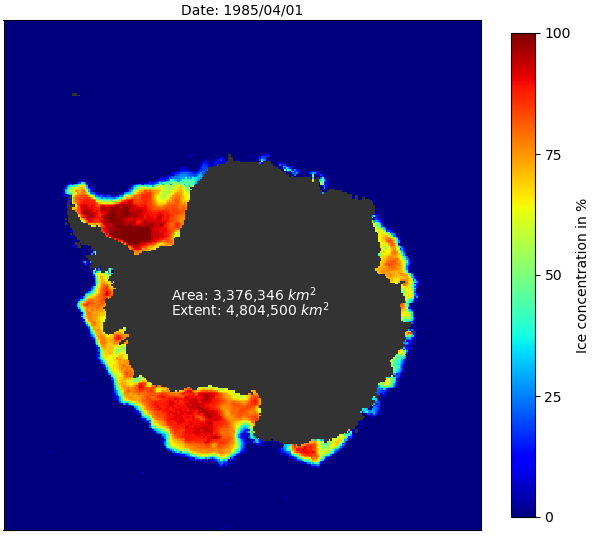 Date: 1985/04/01
100
75
50
25
0
Ice concentration in %
Area: 3,376,346 km²
Extent: 4,804,500 km²